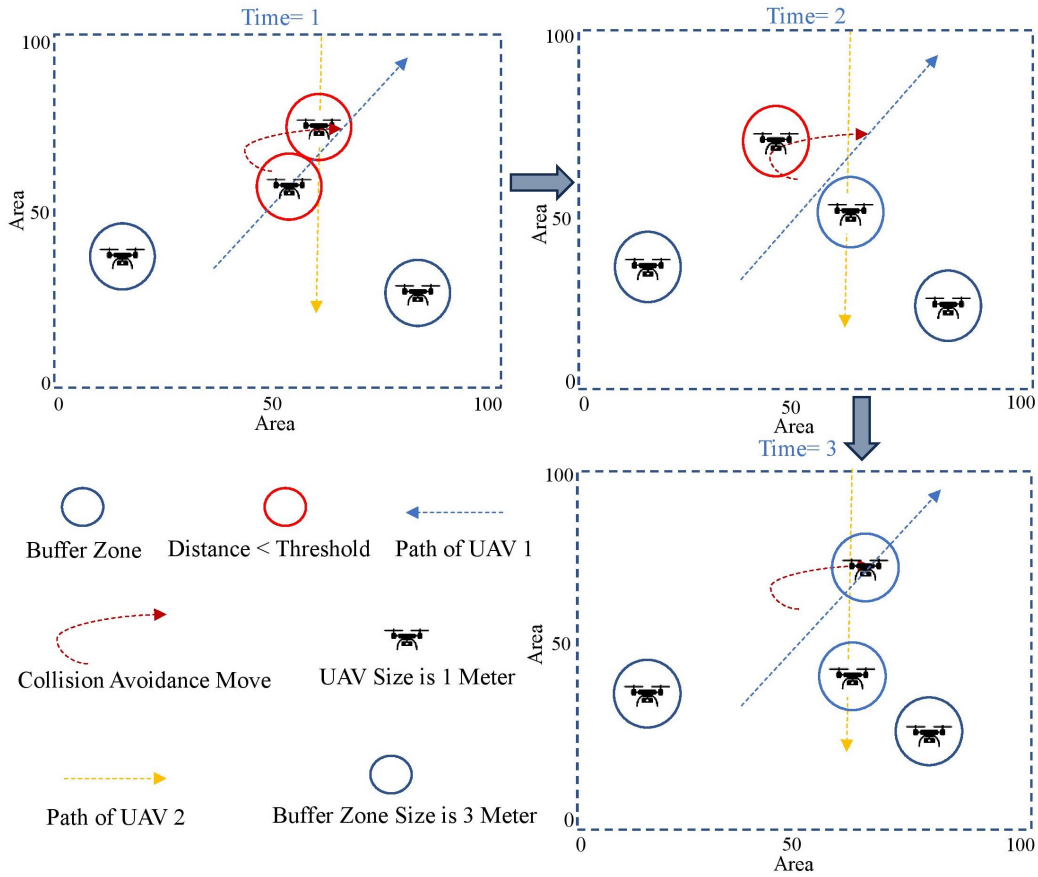 Time= 1
100
50
0
Area
0
50
100
Area
Time= 2
100
50
0
Area
0
50
100
Area
Time= 3
100
50
0
Area
0
50
100
Area
Buffer Zone
Distance < Threshold
Path of UAV 1
Collision Avoidance Move
UAV Size is 1 Meter
Path of UAV 2
Buffer Zone Size is 3 Meter